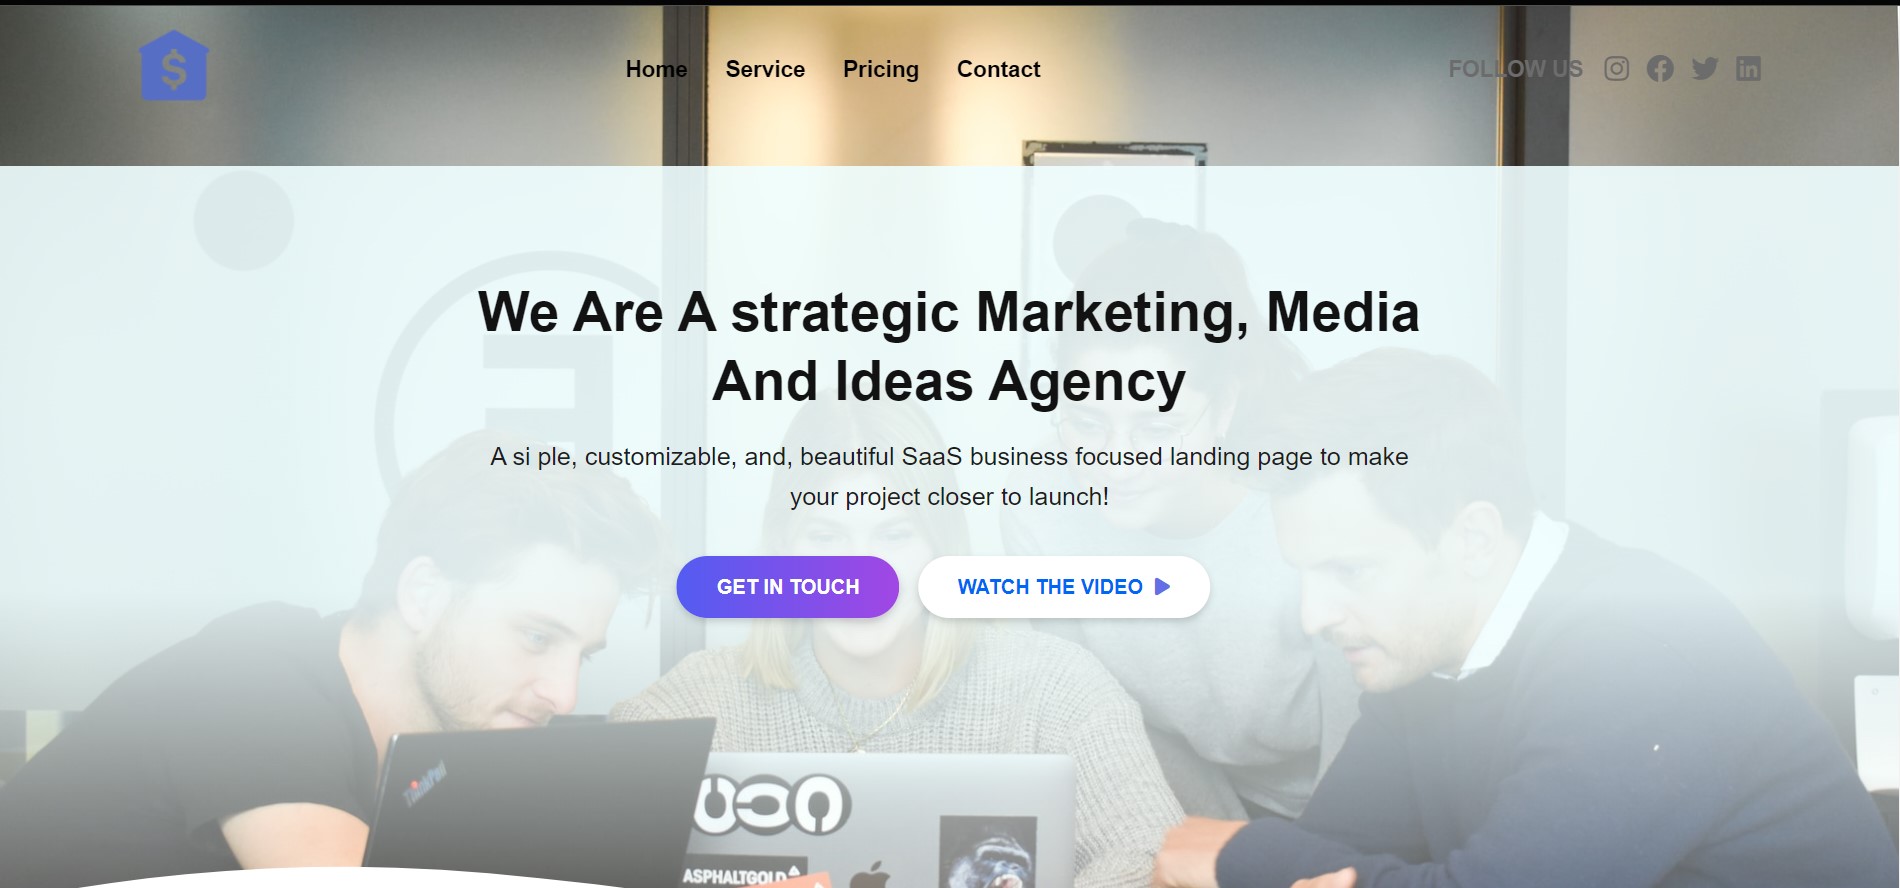 $
Home Service Pricing Contact FOLLOW US
We Are A strategic Marketing, Media
And Ideas Agency
A si ple, customizable, and, beautiful SaaS business focused landing page to make
your project closer to launch!
GET IN TOUCH WATCH THE VIDEO
ThinkPad
ASPHALTGOLD